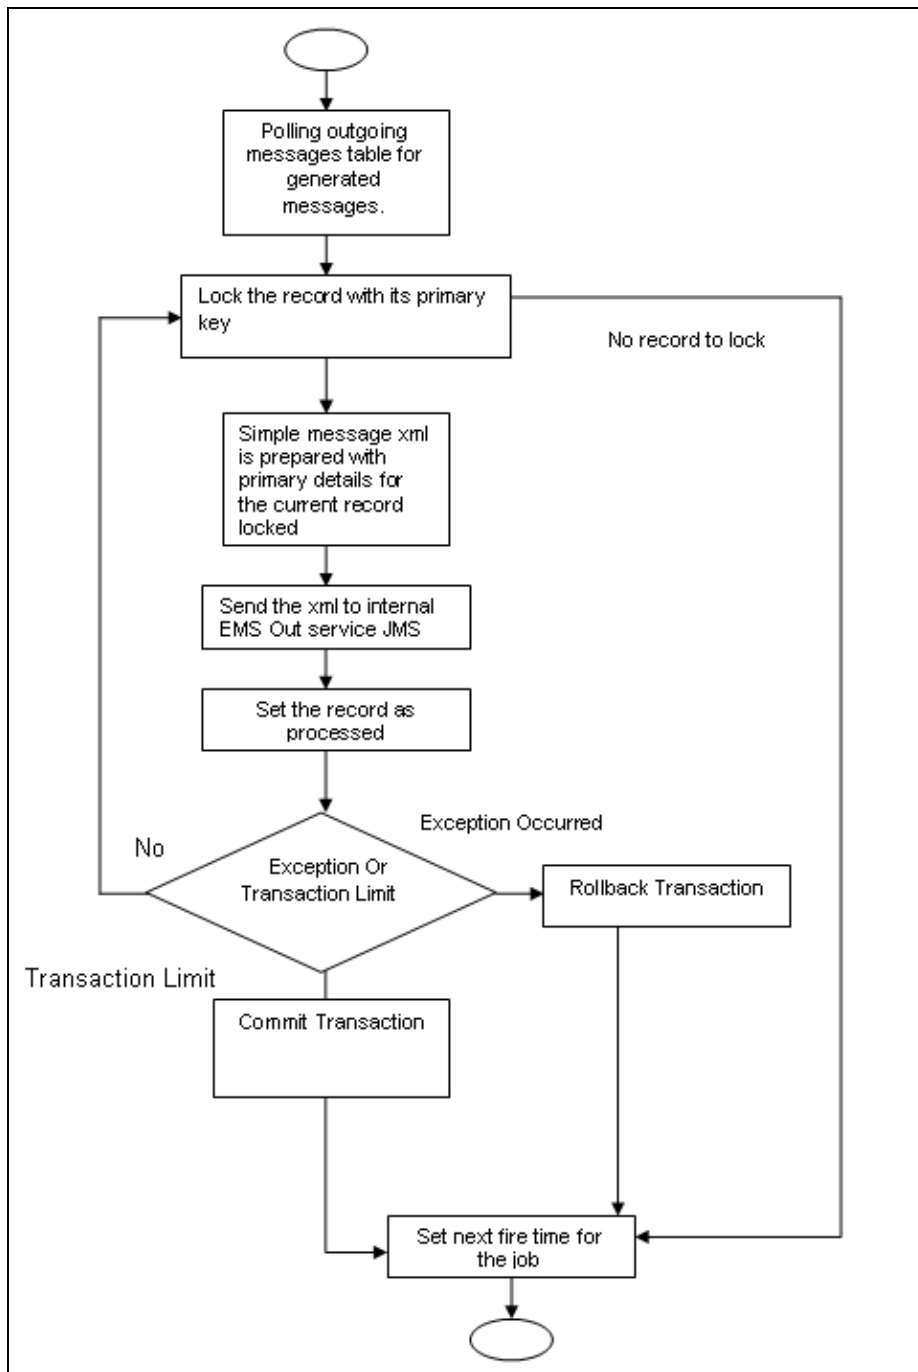 Polling outgoing
messages table for
generated
messages.
Lock the record with its primary
key
No record to lock
Simple message xml
is prepared with
primary details for
the current record
locked
Send the xml to internal
EMS Out service JMS
Set the record as
processed
Exception Occurred
No
Exception Or
Transaction Limit
Rollback Transaction
Transaction Limit
Commit Transaction
Set next fire time for
the job